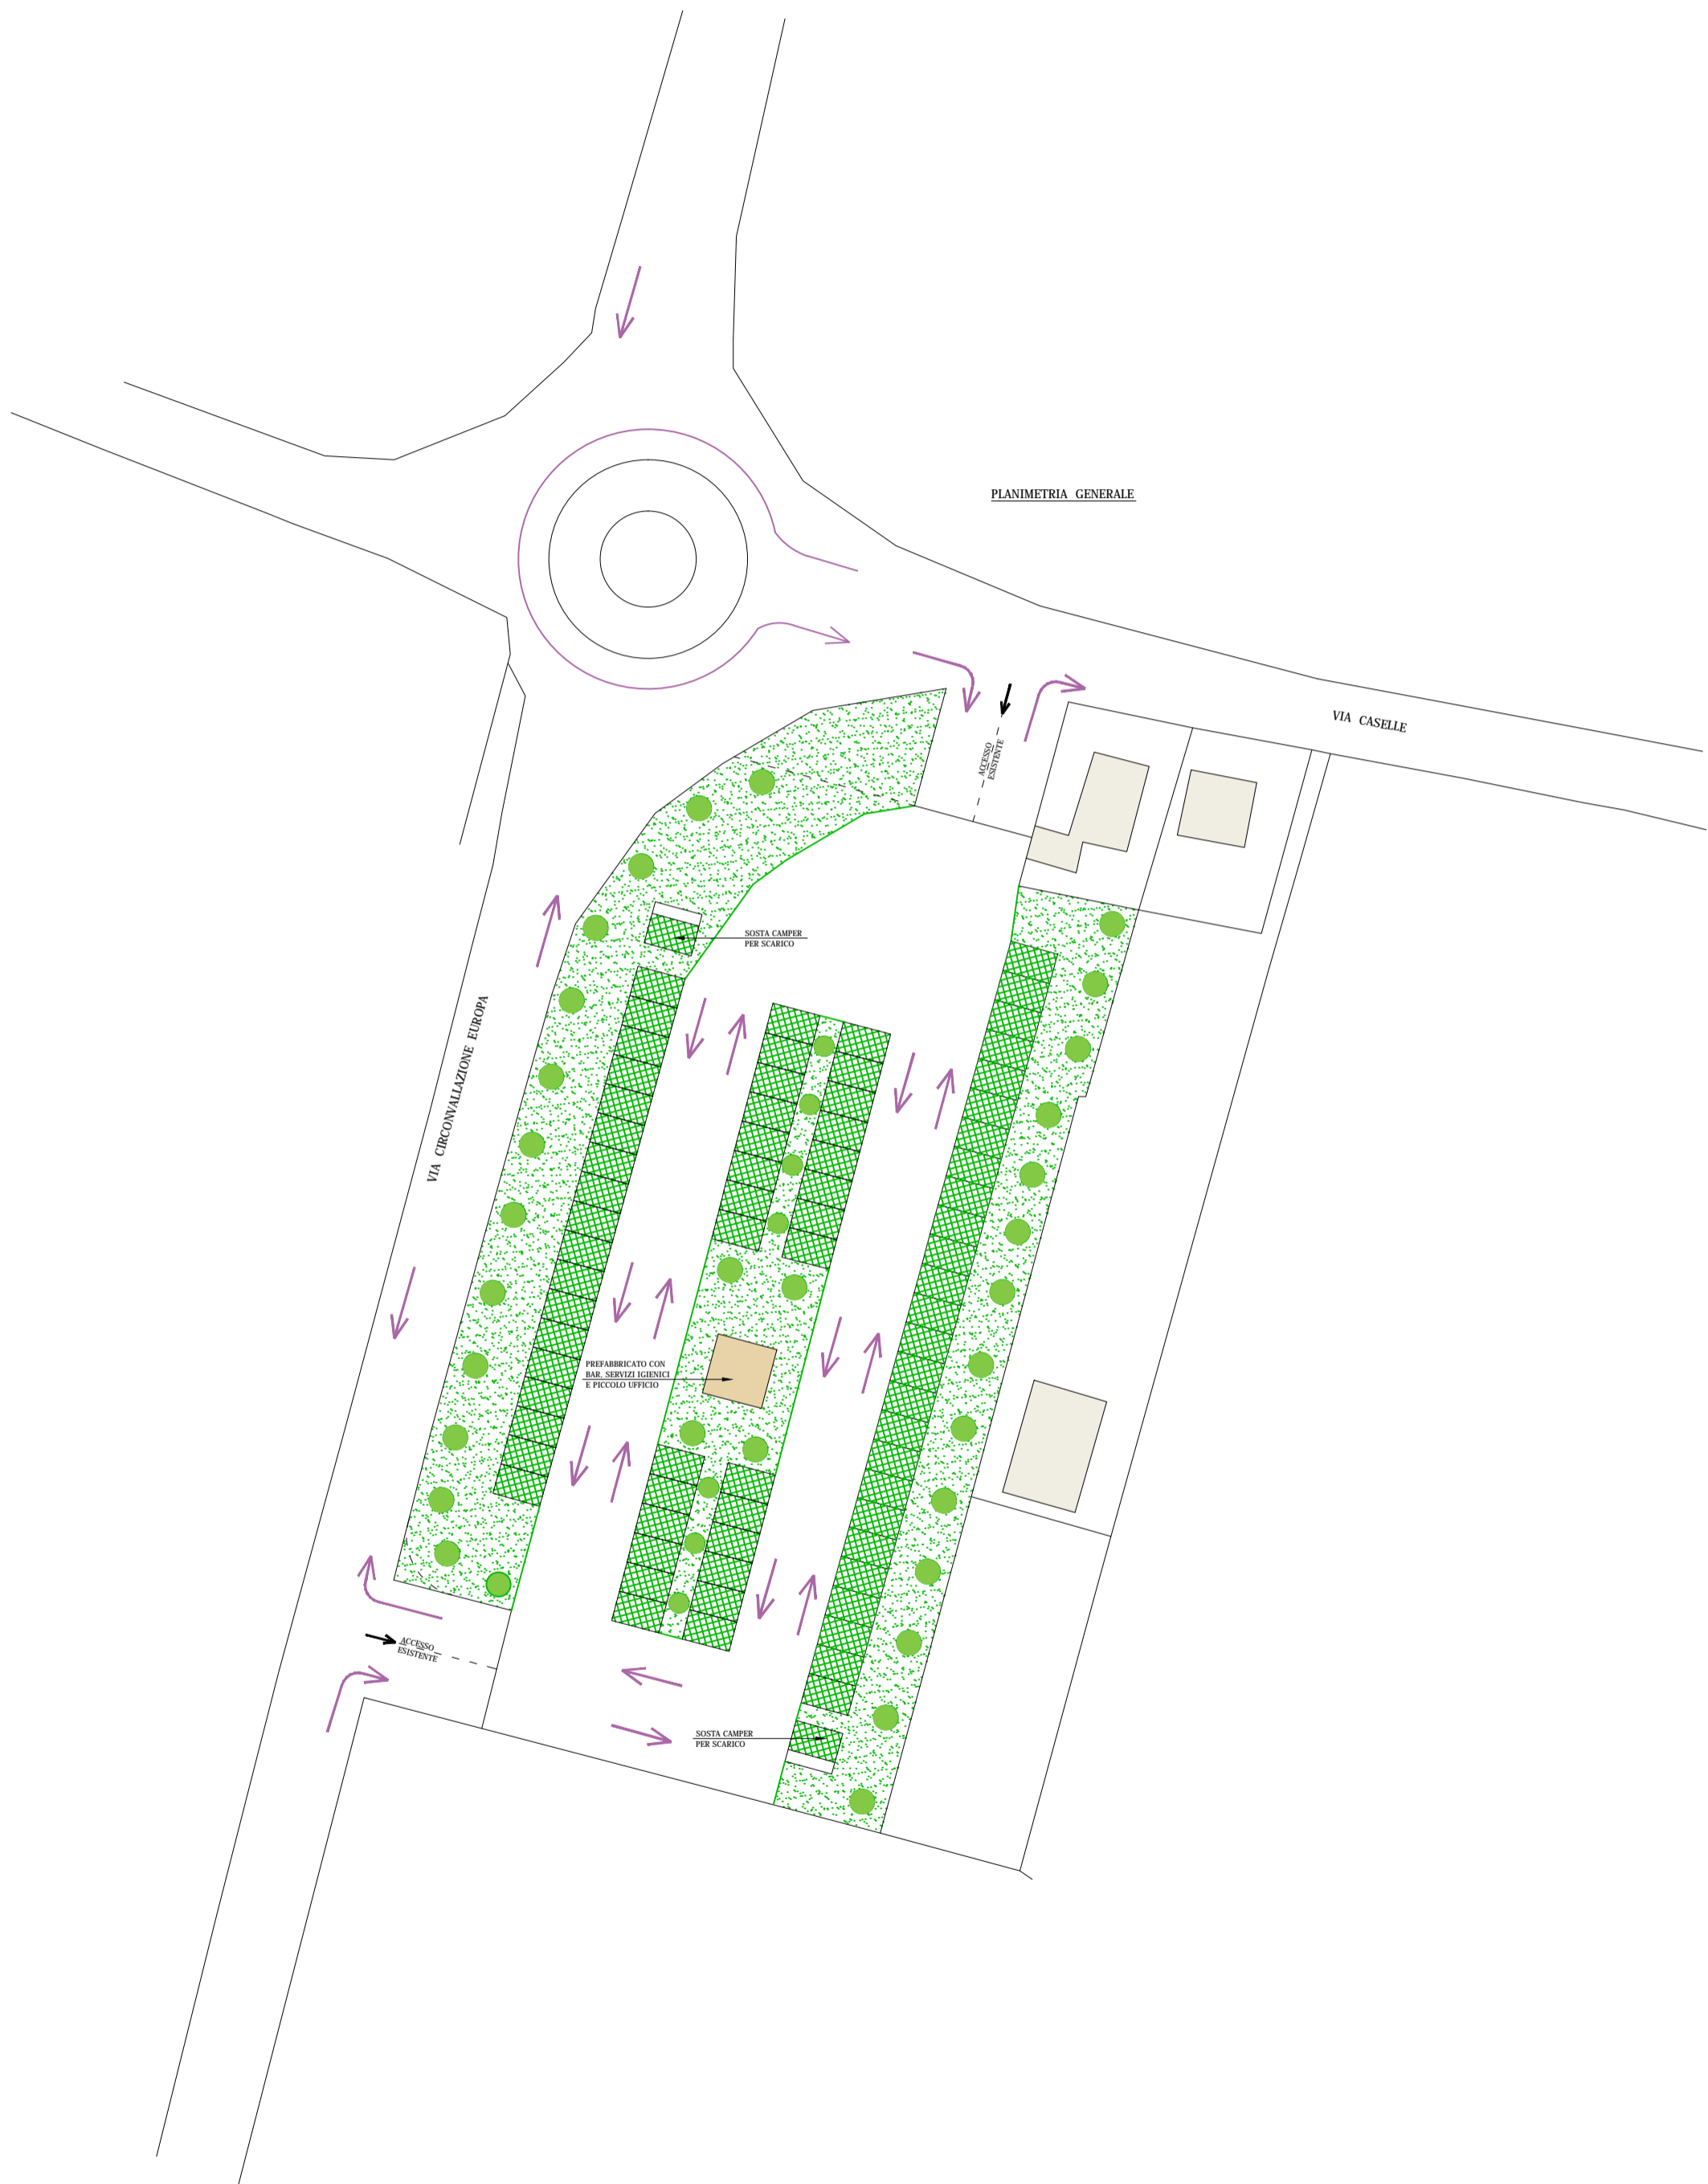 PLANIMETRIA GENERALE
VIA CASELLE
ACCESSO
ESISTENTE
SOSTA CAMPER
PER SCARICO
VIA CIRCONVALLAZIONE EUROPA
PREFABBRICATO CON
BAR, SERVIZI IGIENICI
E PICCOLO UFFICIO
ACCESSO
ESISTENTE
SOSTA CAMPER
PER SCARICO